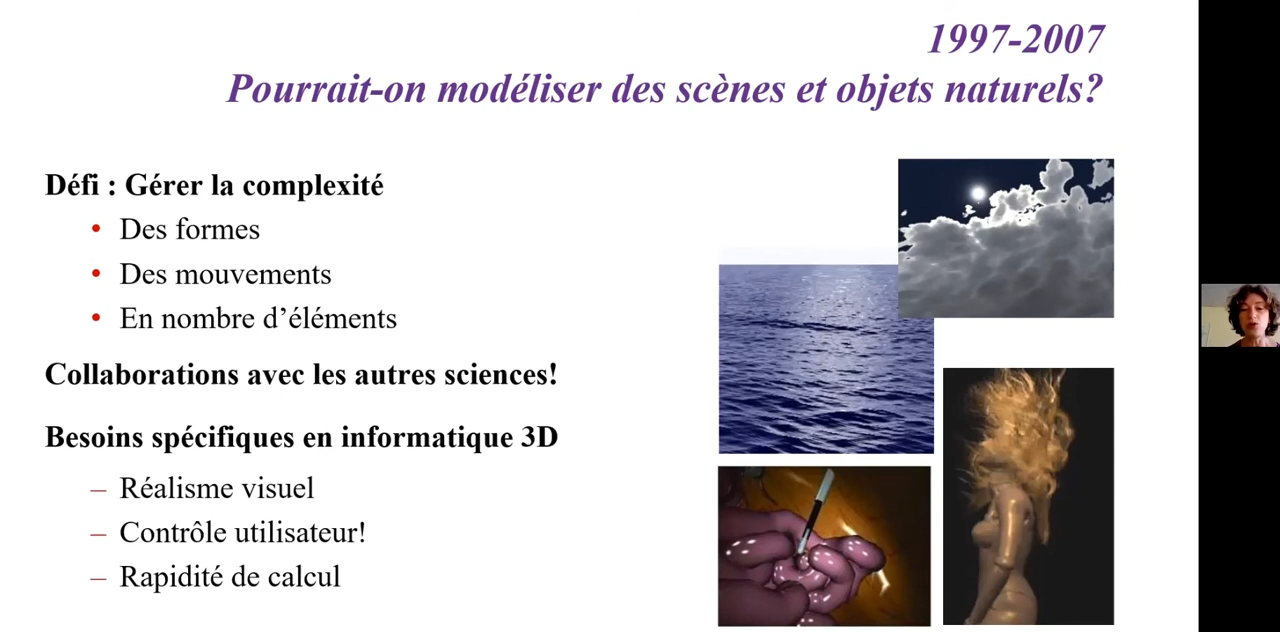 1997-2007
Pourrait-on modéliser des scènes et objets naturels?
Défi : Gérer la complexité
• Des formes
• Des mouvements
• En nombre d’éléments
Collaborations avec les autres sciences!
Besoins spécifiques en informatique 3D
– Réalisme visuel
– Contrôle utilisateur!
– Rapidité de calcul